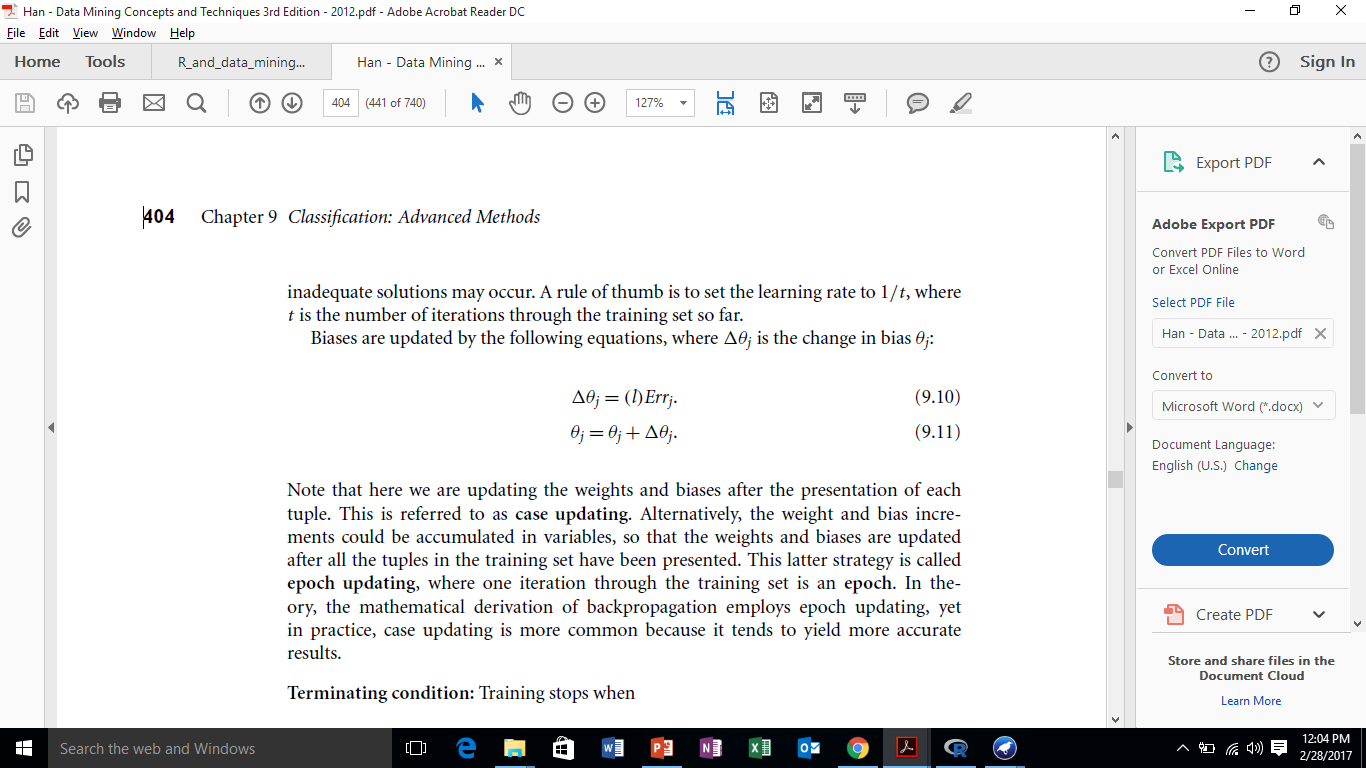 Han - Data Mining Concepts and Techniques 3rd Edition - 2012.pdf - Adobe Acrobat Reader DC
File Edit View Window Help
Home Tools R_and_data_mining... Han - Data Mining ... × Sign In
404 (441 of 740) 127%
404 Chapter 9 Classification: Advanced Methods
inadequate solutions may occur. A rule of thumb is to set the learning rate to 1/t, where
t is the number of iterations through the training set so far.
Biases are updated by the following equations, where Δθj is the change in bias θj:
Δθj = (l)Errj. (9.10)
θj = θj + Δθj. (9.11)
Note that here we are updating the weights and biases after the presentation of each
tuple. This is referred to as case updating. Alternatively, the weight and bias incre-
ments could be accumulated in variables, so that the weights and biases are updated
after all the tuples in the training set have been presented. This latter strategy is called
epoch updating, where one iteration through the training set is an epoch. In the-
ory, the mathematical derivation of backpropagation employs epoch updating, yet
in practice, case updating is more common because it tends to yield more accurate
results.
Terminating condition: Training stops when
Export PDF
Adobe Export PDF
Convert PDF Files to Word
or Excel Online
Select PDF File
Han - Data ... - 2012.pdf ×
Convert to
Microsoft Word (*.docx)
Document Language:
English (U.S.) Change
Convert
Create PDF
Store and share files in the
Document Cloud
Learn More
Search the web and Windows
12:04 PM
2/28/2017